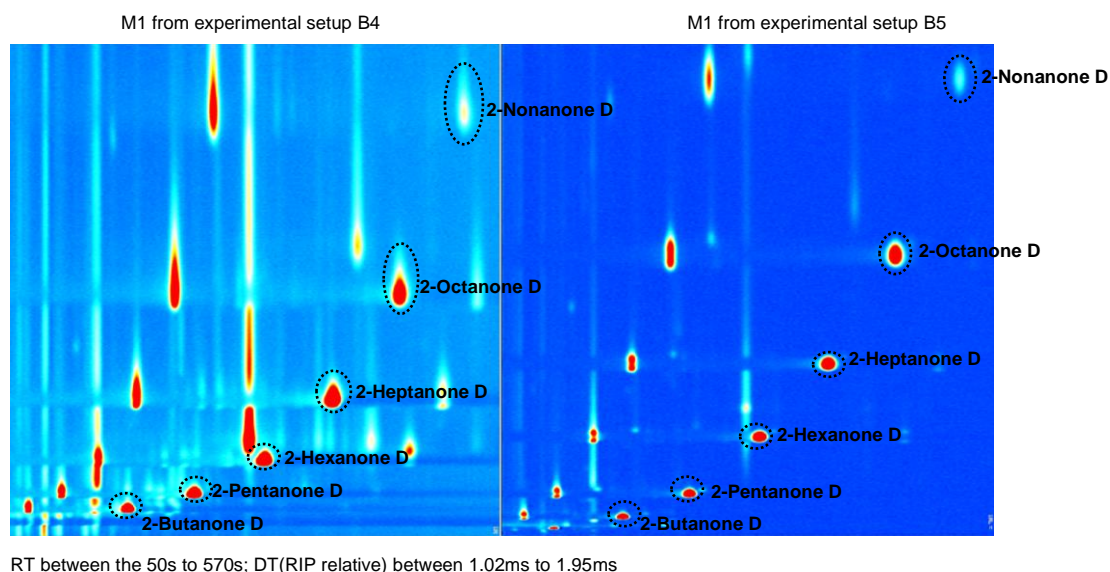 M1 from experimental setup B4
M1 from experimental setup B5
2-Nonanone D
2-Octanone D
2-Heptanone D
2-Hexanone D
2-Pentanone D
2-Butanone D
2-Nonanone D
2-Octanone D
2-Heptanone D
2-Hexanone D
2-Pentanone D
2-Butanone D
RT between the 50s to 570s; DT(RIP relative) between 1.02ms to 1.95ms